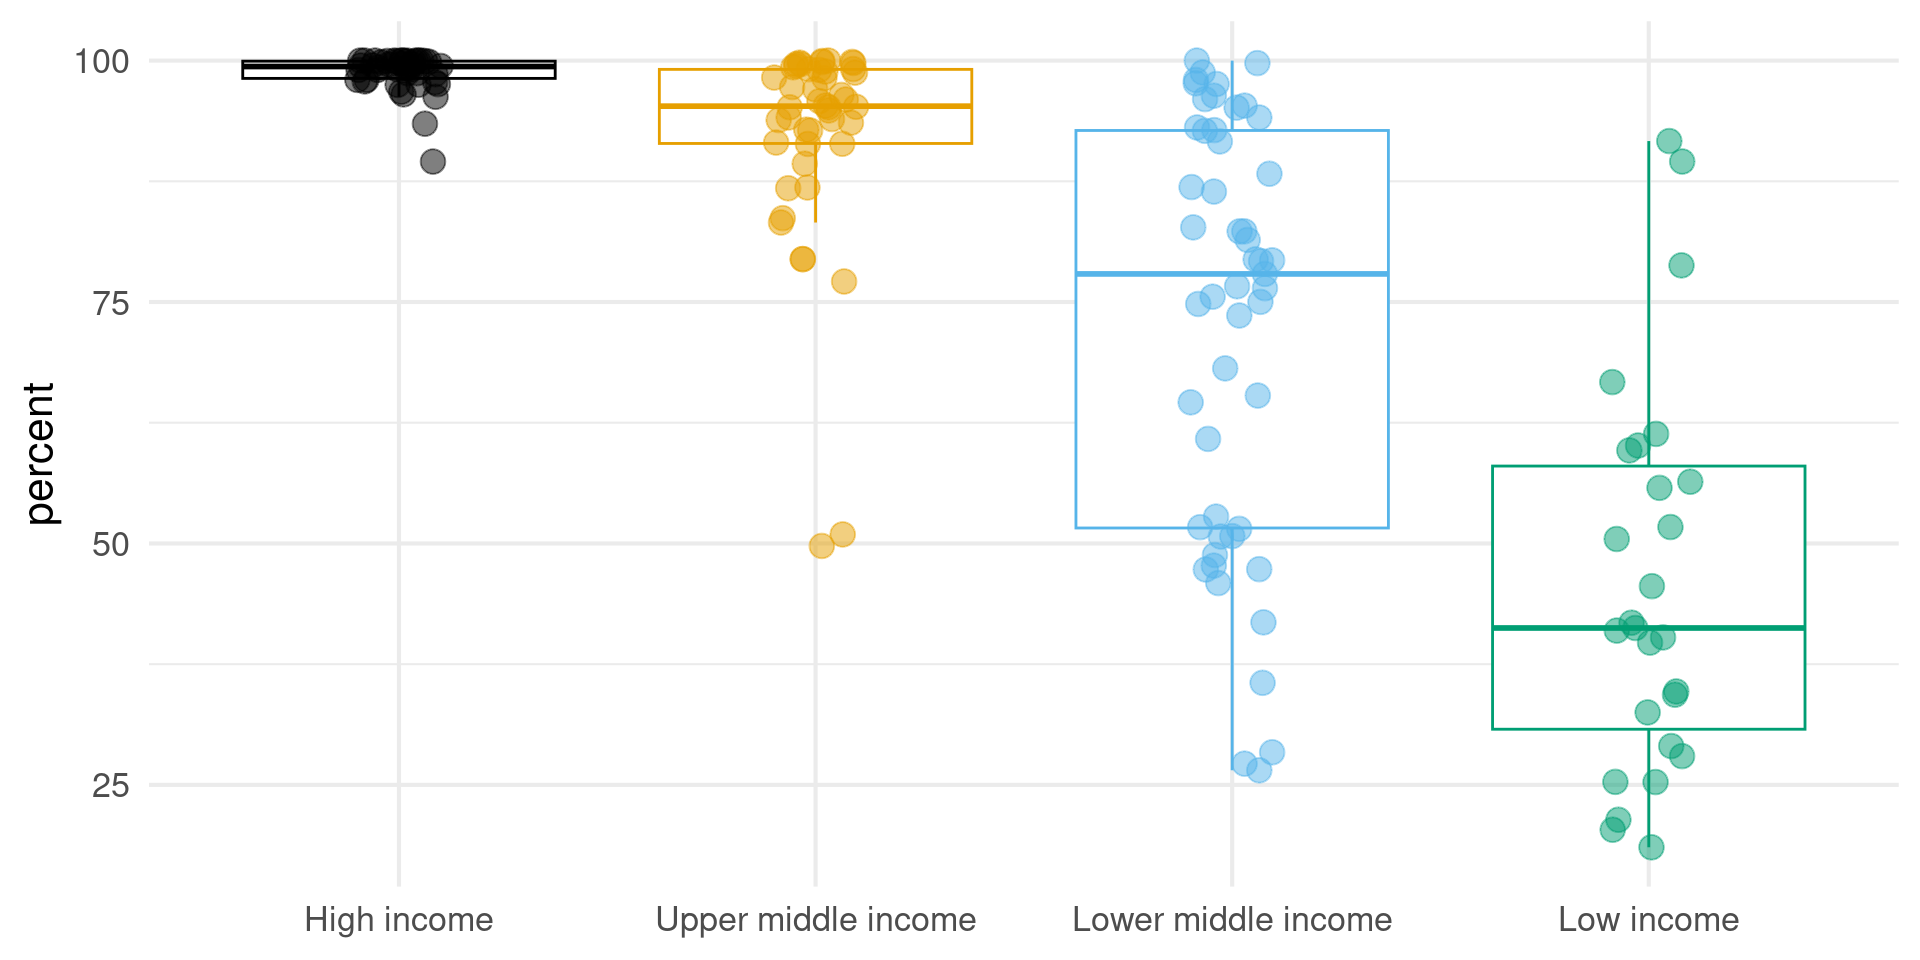 percent
100
75
50
25
High income
Upper middle income
Lower middle income
Low income